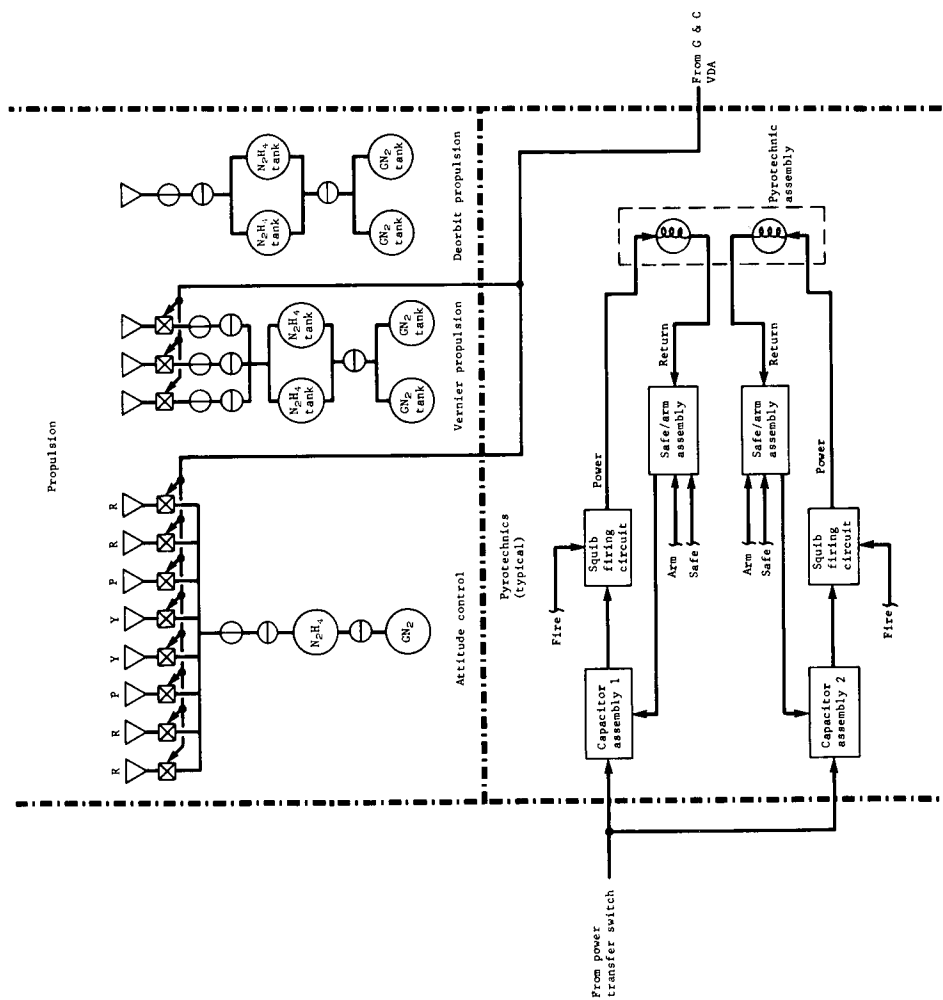 Propulsion
R
R
P
Y
Y
P
R
R
N₂H₄
GN₂
Attitude control
N₂H₄
tank
N₂H₄
tank
GN₂
tank
GN₂
tank
Vernier propulsion
N₂H₄
tank
N₂H₄
tank
GN₂
tank
GN₂
tank
Deorbit propulsion
Pyrotechnics
(typical)
From G & C
VDA
From power
transfer switch
Capacitor
assembly 1
Fire
Squib
firing
circuit
Power
Arm
Safe
Safe/arm
assembly
Return
Pyrotechnic
assembly
Capacitor
assembly 2
Fire
Squib
firing
circuit
Power
Arm
Safe
Safe/arm
assembly
Return